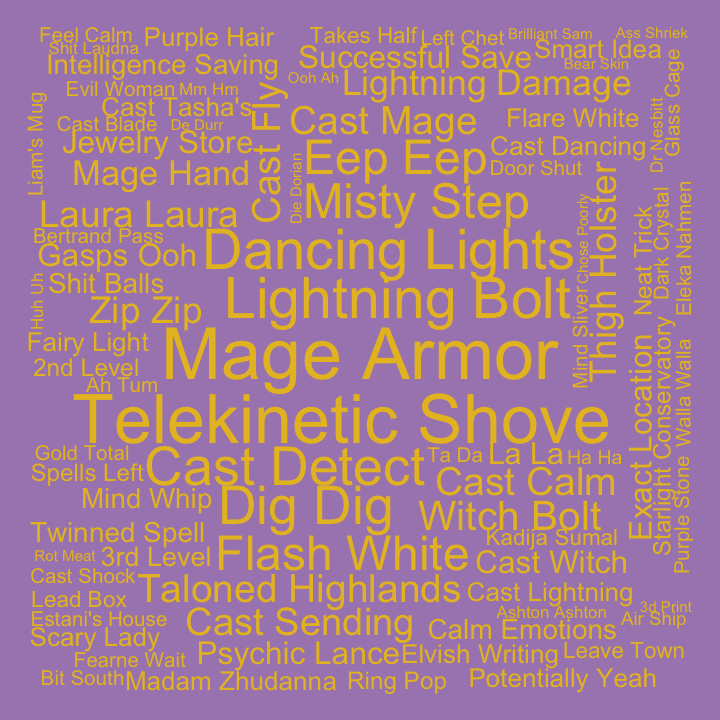 Feel Calm
Purple Hair
Takes Half
Left Chet
Brilliant Sam
Ass Shriek
Shit Laudna
Intelligence Saving
Successful Save
Smart Idea
Bear Skin
Evil Woman
Mm Hm
Ooh Ah
Lightning Damage
Glass Cage
Cast Tasha's
Cast Fly
Cast Mage
Flare White
Liam's Mug
Cast Blade
De Durr
Jewelry Store
Eep Eep
Cast Dancing
Dr Nesbitt
Mage Hand
Die Dorian
Door Shut
Misty Step
Thigh Holster
Laura Laura
Bertrand Pass
Dancing Lights
Chose Poorly
Neat Trick
Dark Crystal
Eleka Nahmen
Gasps Ooh
Huh Uh
Shit Balls
Lightning Bolt
Zip Zip
Mind Sliver
Fairy Light
Mage Armor
2nd Level
Ah Tum
Exact Location
Starlight Conservatory
Walla Walla
Telekinetic Shove
Gold Total
Cast Detect
Ta Da
La La
Ha Ha
Spells Left
Cast Calm
Purple Stone
Mind Whip
Dig Dig
Witch Bolt
Twinned Spell
Kadija Sumal
Rot Meat
3rd Level
Flash White
Cast Witch
Cast Shock
Taloned Highlands
Cast Lightning
Lead Box
3d Print
Estani's House
Cast Sending
Ashton Ashton
Air Ship
Scary Lady
Calm Emotions
Fearne Wait
Psychic Lance
Elvish Writing
Leave Town
Bit South
Madam Zhudanna
Ring Pop
Potentially Yeah